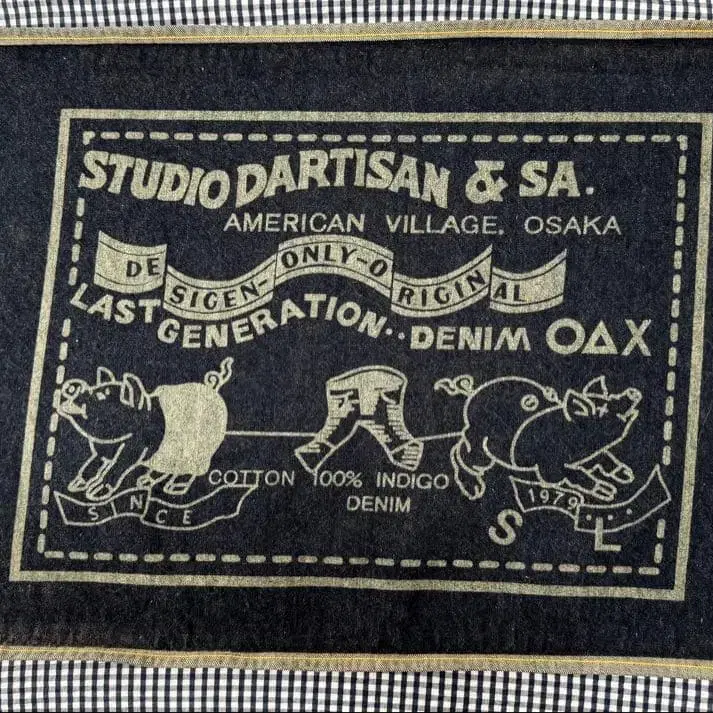 STUDIO DARTISAN & SA.
AMERICAN VILLAGE. OSAKA
DE SIGEN- ONLY-O RIGIN AL
LAST GENERATION·· DENIM O∆X
COTTON 100% INDIGO
DENIM
SINCE
1979...
S L